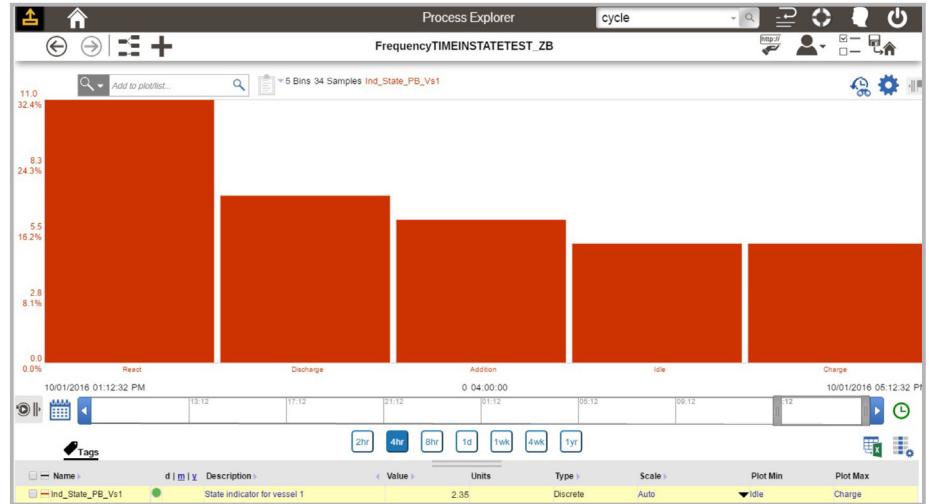 Process Explorer
cycle
FrequencyTIMEINSTATETEST_ZB
http://
Add to plot/list...
5 Bins 34 Samples Ind_State_PB_Vs1
11.0
32.4%
8.3
24.3%
5.5
16.2%
2.8
8.1%
0.0
0.0%
React Discharge Addition Idle Charge
10/01/2016 01:12:32 PM 0 04:00:00 10/01/2016 05:12:32 PM
13:12 17:12 21:12 01:12 05:12 09:12 :12
2hr 4hr 8hr 1d 1wk 4wk 1yr
Tags
Name d | m | v Description Value Units Type Scale Plot Min Plot Max
Ind_State_PB_Vs1 State indicator for vessel 1 2.35 Discrete Auto Idle Charge